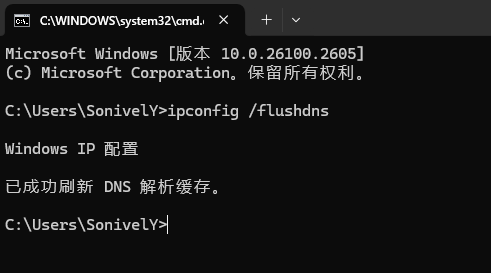 C:\WINDOWS\system32\cmd.
Microsoft Windows [版本 10.0.26100.2605]
(c) Microsoft Corporation。保留所有权利。
C:\Users\SonivelY>ipconfig /flushdns
Windows IP 配置
已成功刷新 DNS 解析缓存。
C:\Users\SonivelY>